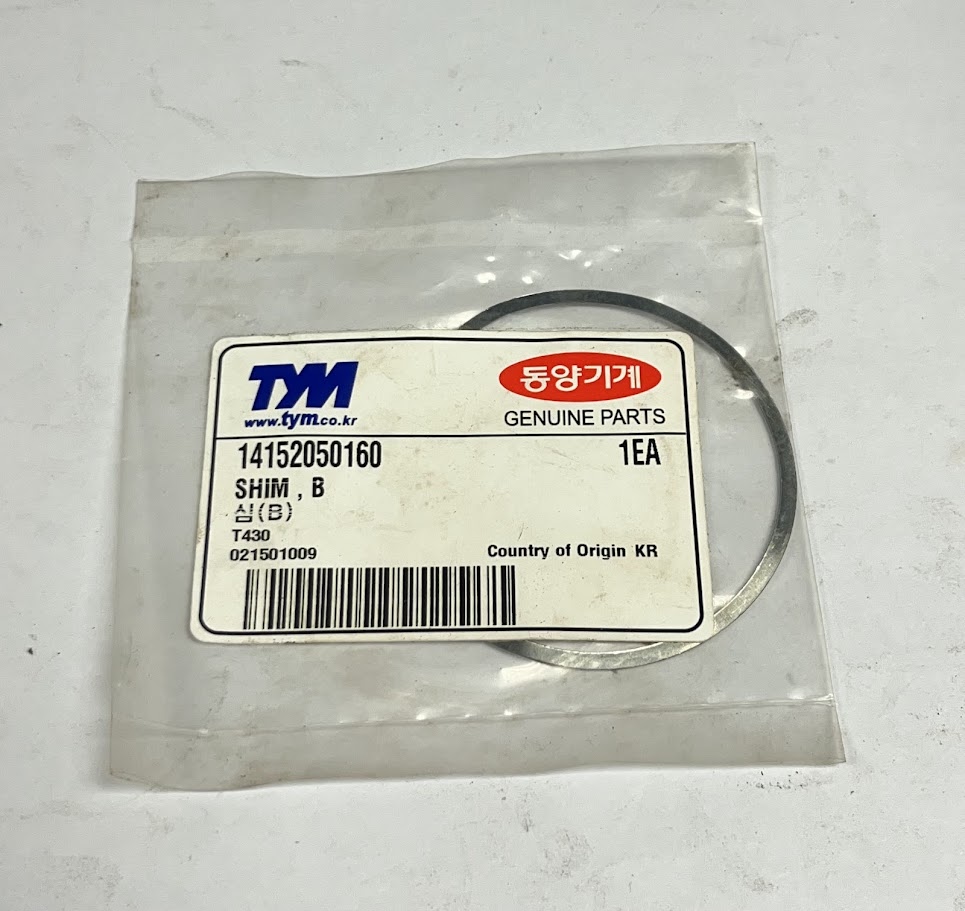 TYM
동양기계
www.tym.co.kr
GENUINE PARTS
14152050160 1EA
SHIM , B
심(B)
T430
021501009 Country of Origin KR